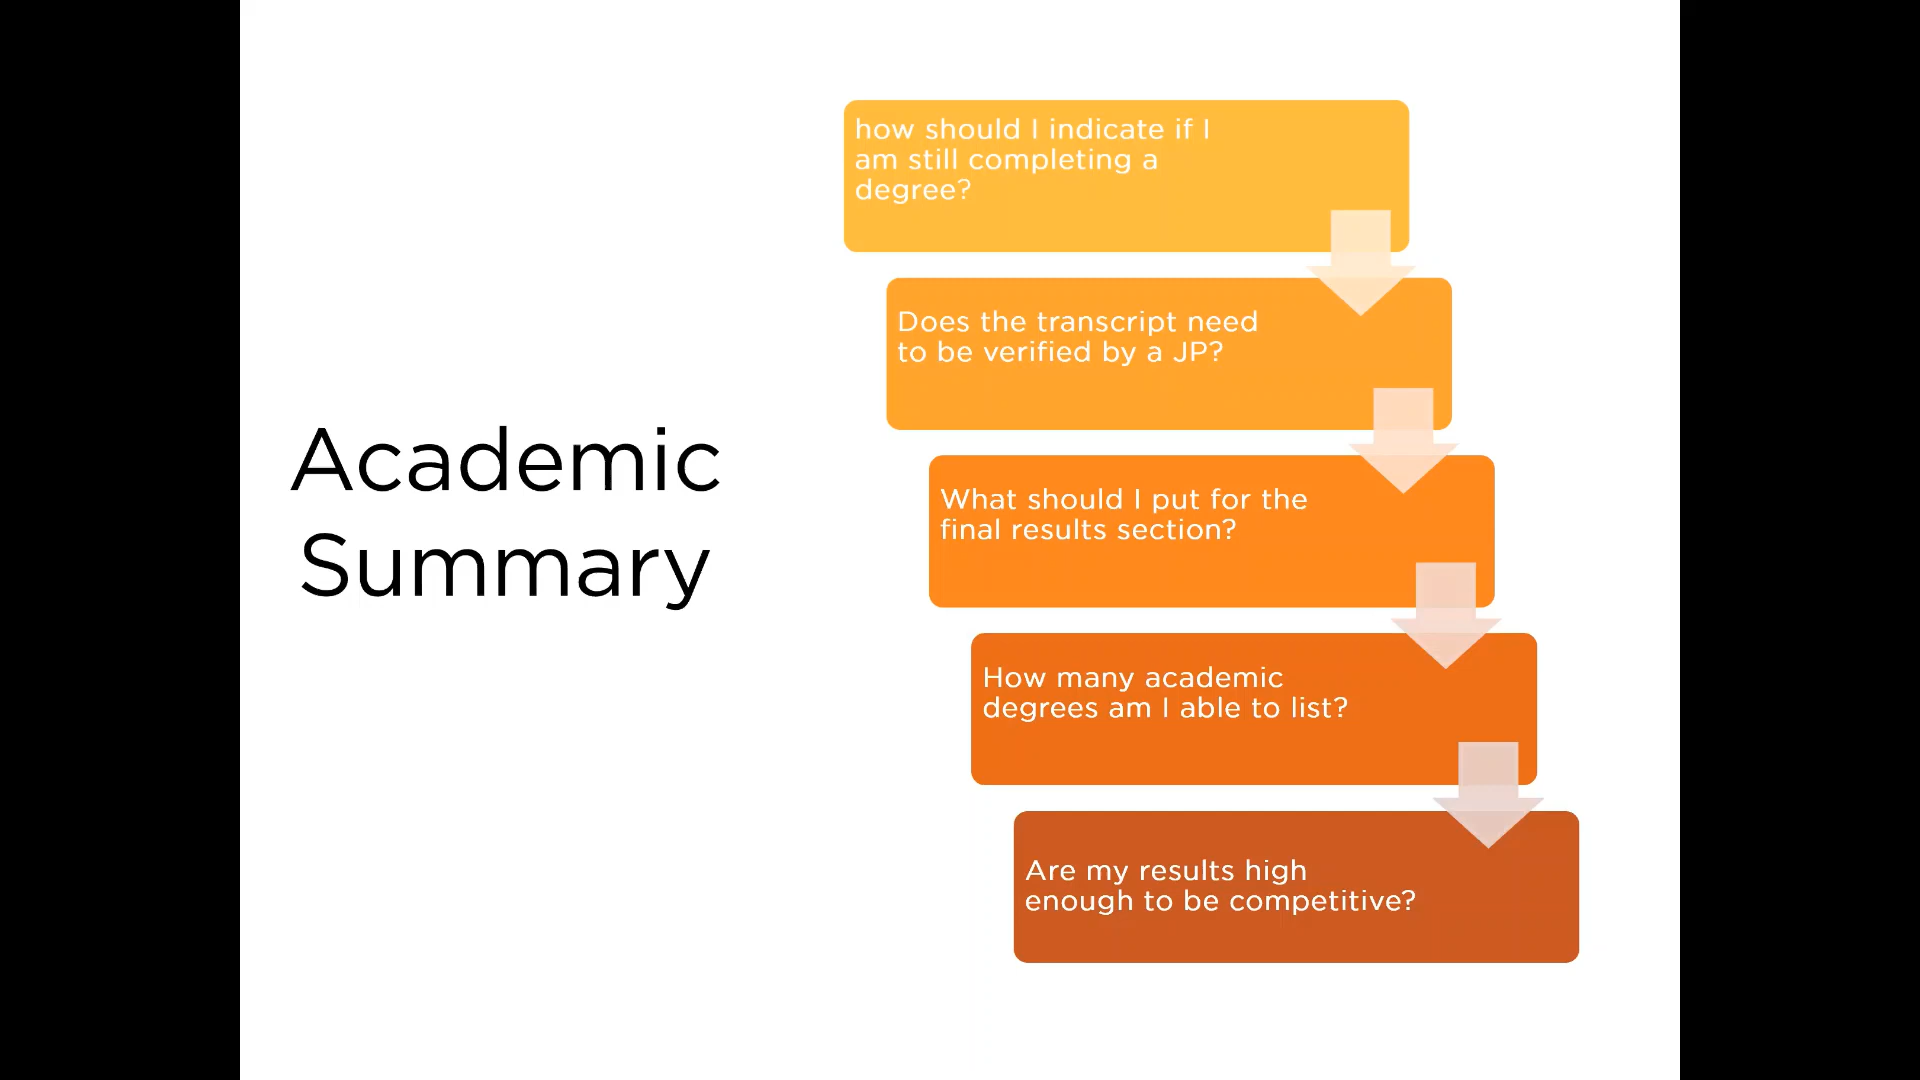 Academic
Summary
how should I indicate if I
am still completing a
degree?
Does the transcript need
to be verified by a JP?
What should I put for the
final results section?
How many academic
degrees am I able to list?
Are my results high
enough to be competitive?